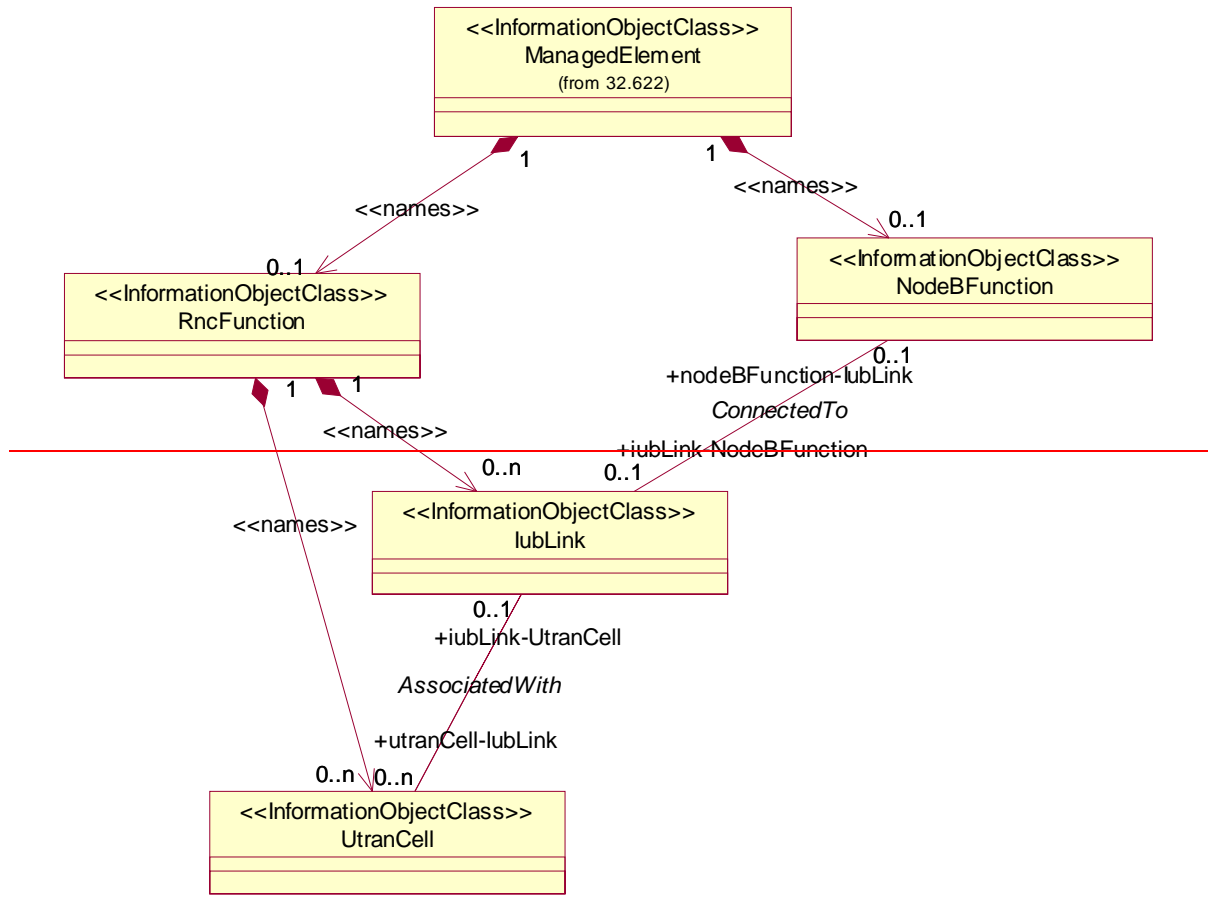 <<InformationObjectClass>>
ManagedElement
(from 32.622)
1
1
<<names>>
<<names>>
0..1
0..1
<<InformationObjectClass>>
NodeBFunction
<<InformationObjectClass>>
RncFunction
0..1
1
1
+nodeBFunction-IubLink
ConnectedTo
<<names>>
+iubLink-NodeBFunction
0..n
0..1
<<InformationObjectClass>>
IubLink
<<names>>
0..1
+iubLink-UtranCell
AssociatedWith
+utranCell-IubLink
0..n
0..n
<<InformationObjectClass>>
UtranCell